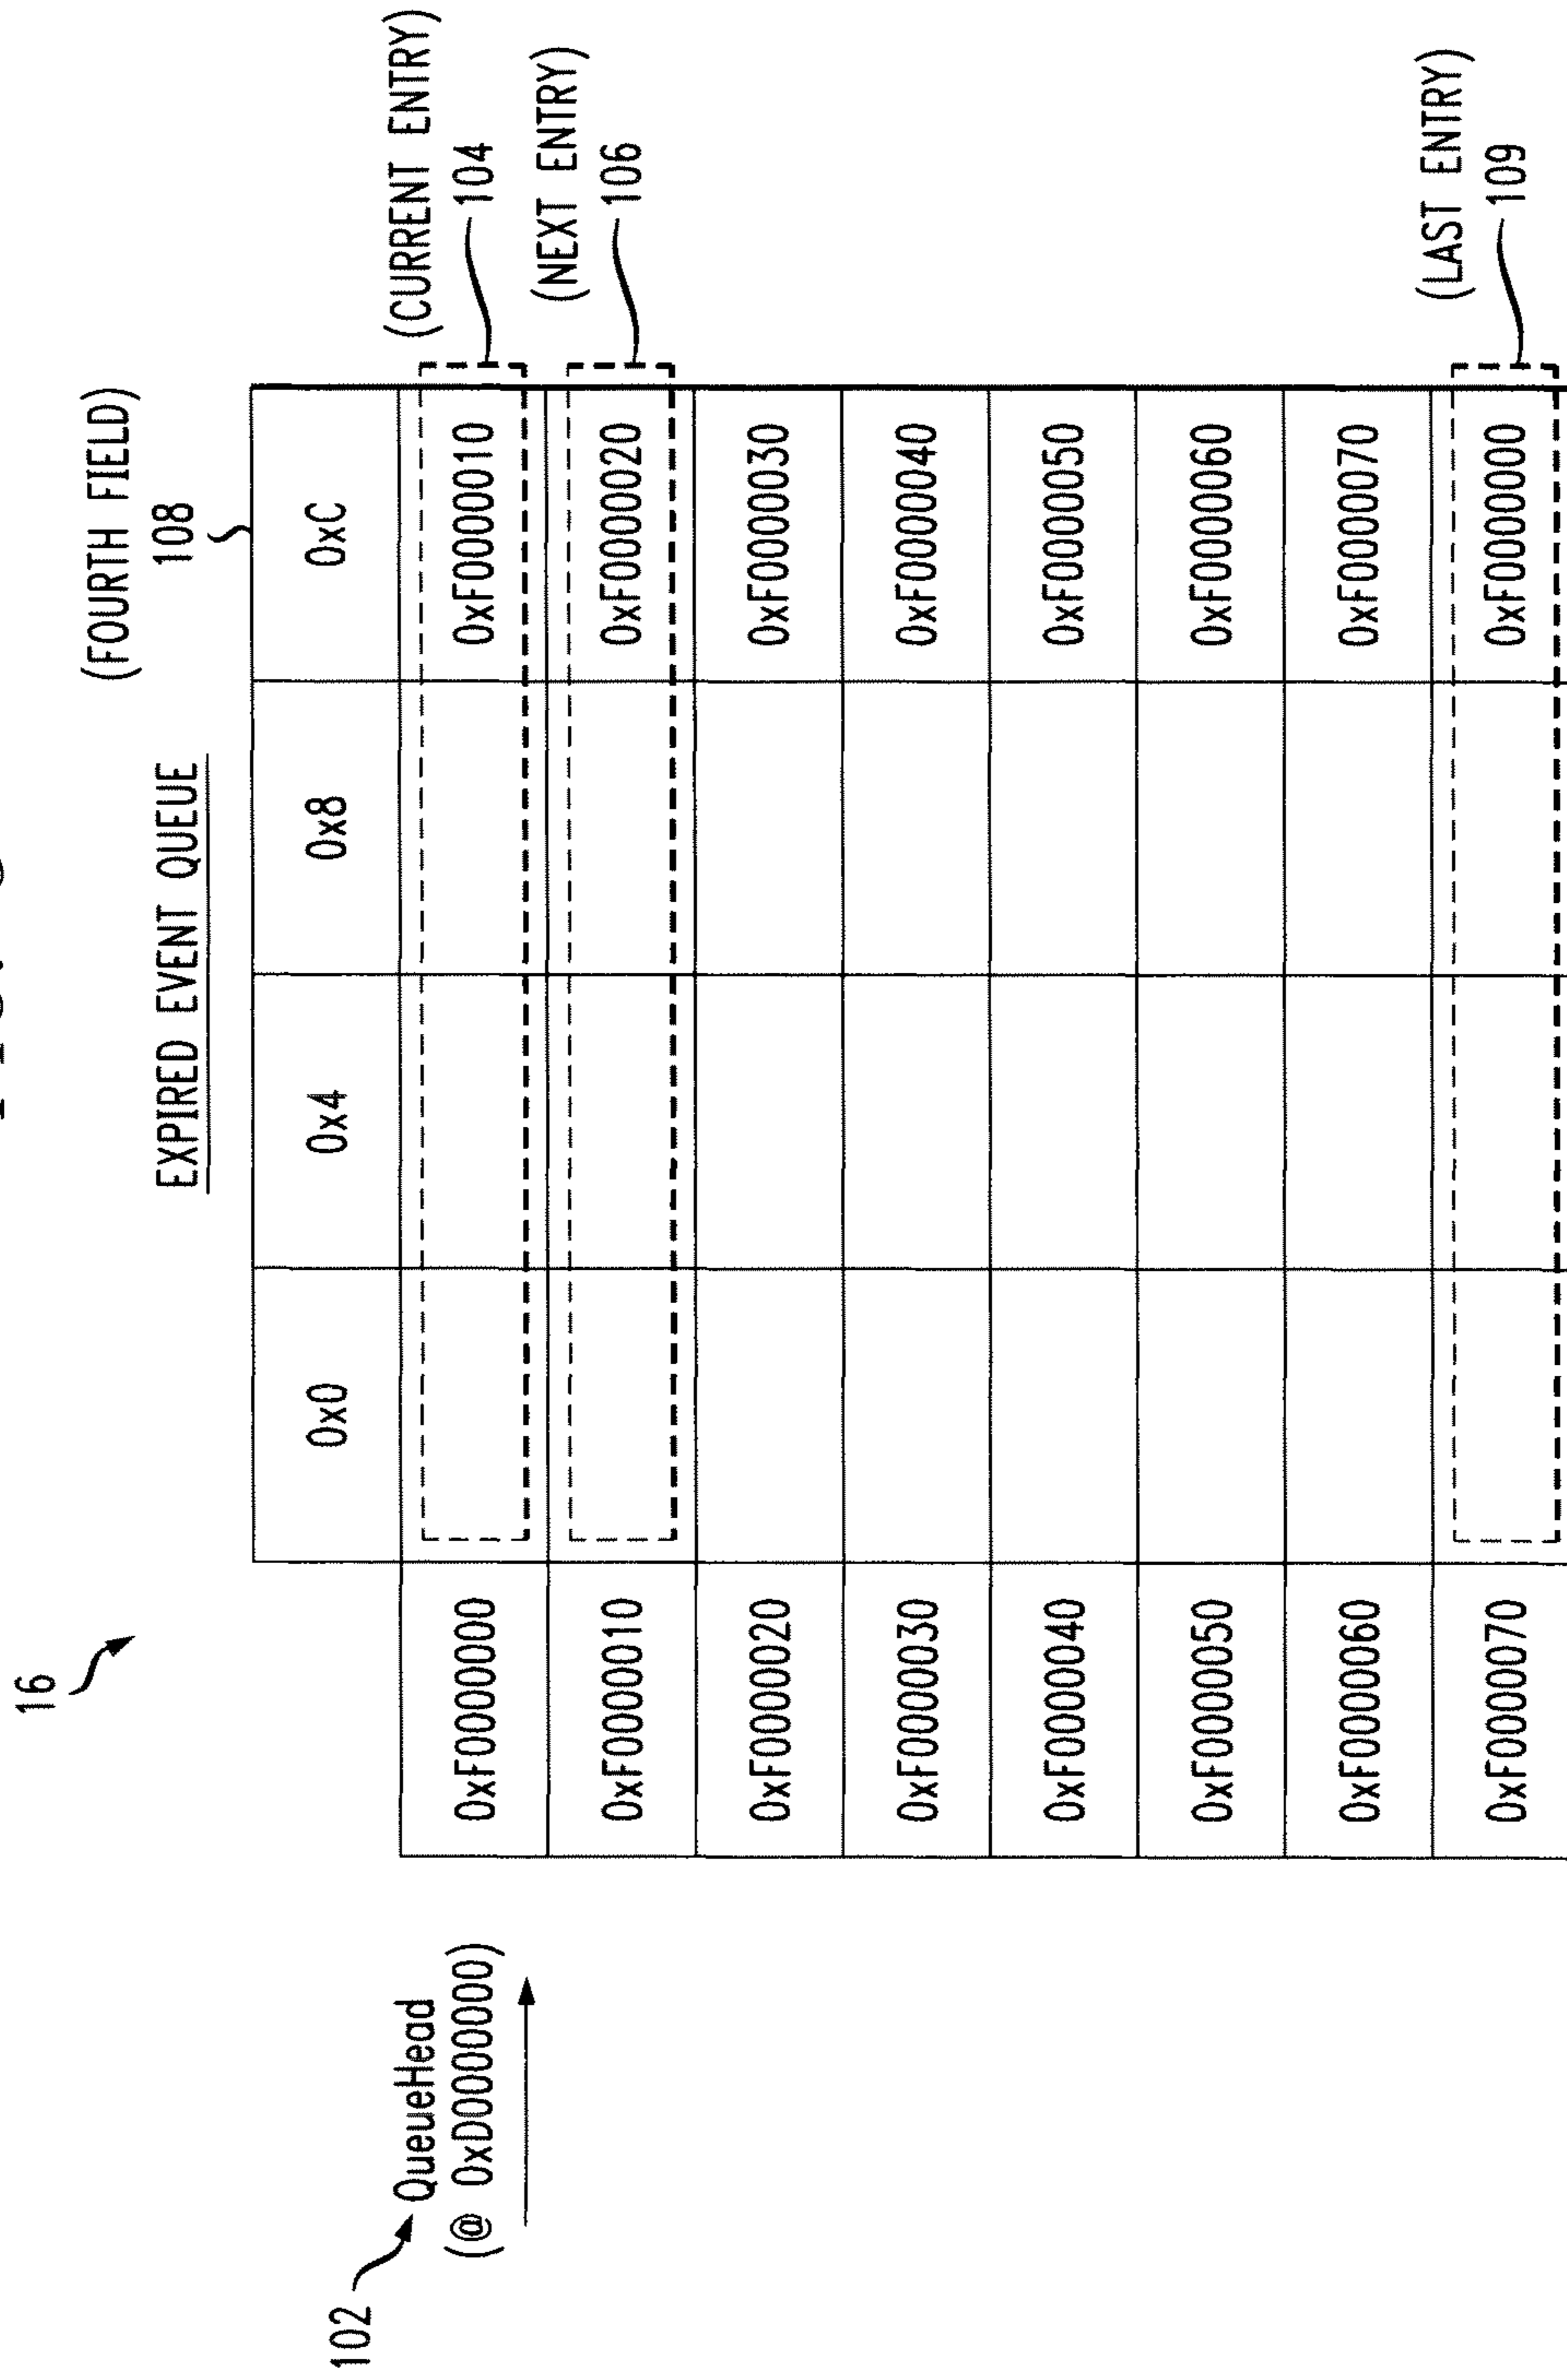 16
EXPIRED EVENT QUEUE
(FOURTH FIELD)
108
0x0 0x4 0x8 0xC
102
QueueHead
(@ 0xD0000000)
0xF0000000 0xF0000010
(CURRENT ENTRY)
104
0xF0000010 0xF0000020
(NEXT ENTRY)
106
0xF0000020 0xF0000030
0xF0000030 0xF0000040
0xF0000040 0xF0000050
0xF0000050 0xF0000060
0xF0000060 0xF0000070
0xF0000070 0xF0000000
(LAST ENTRY)
109